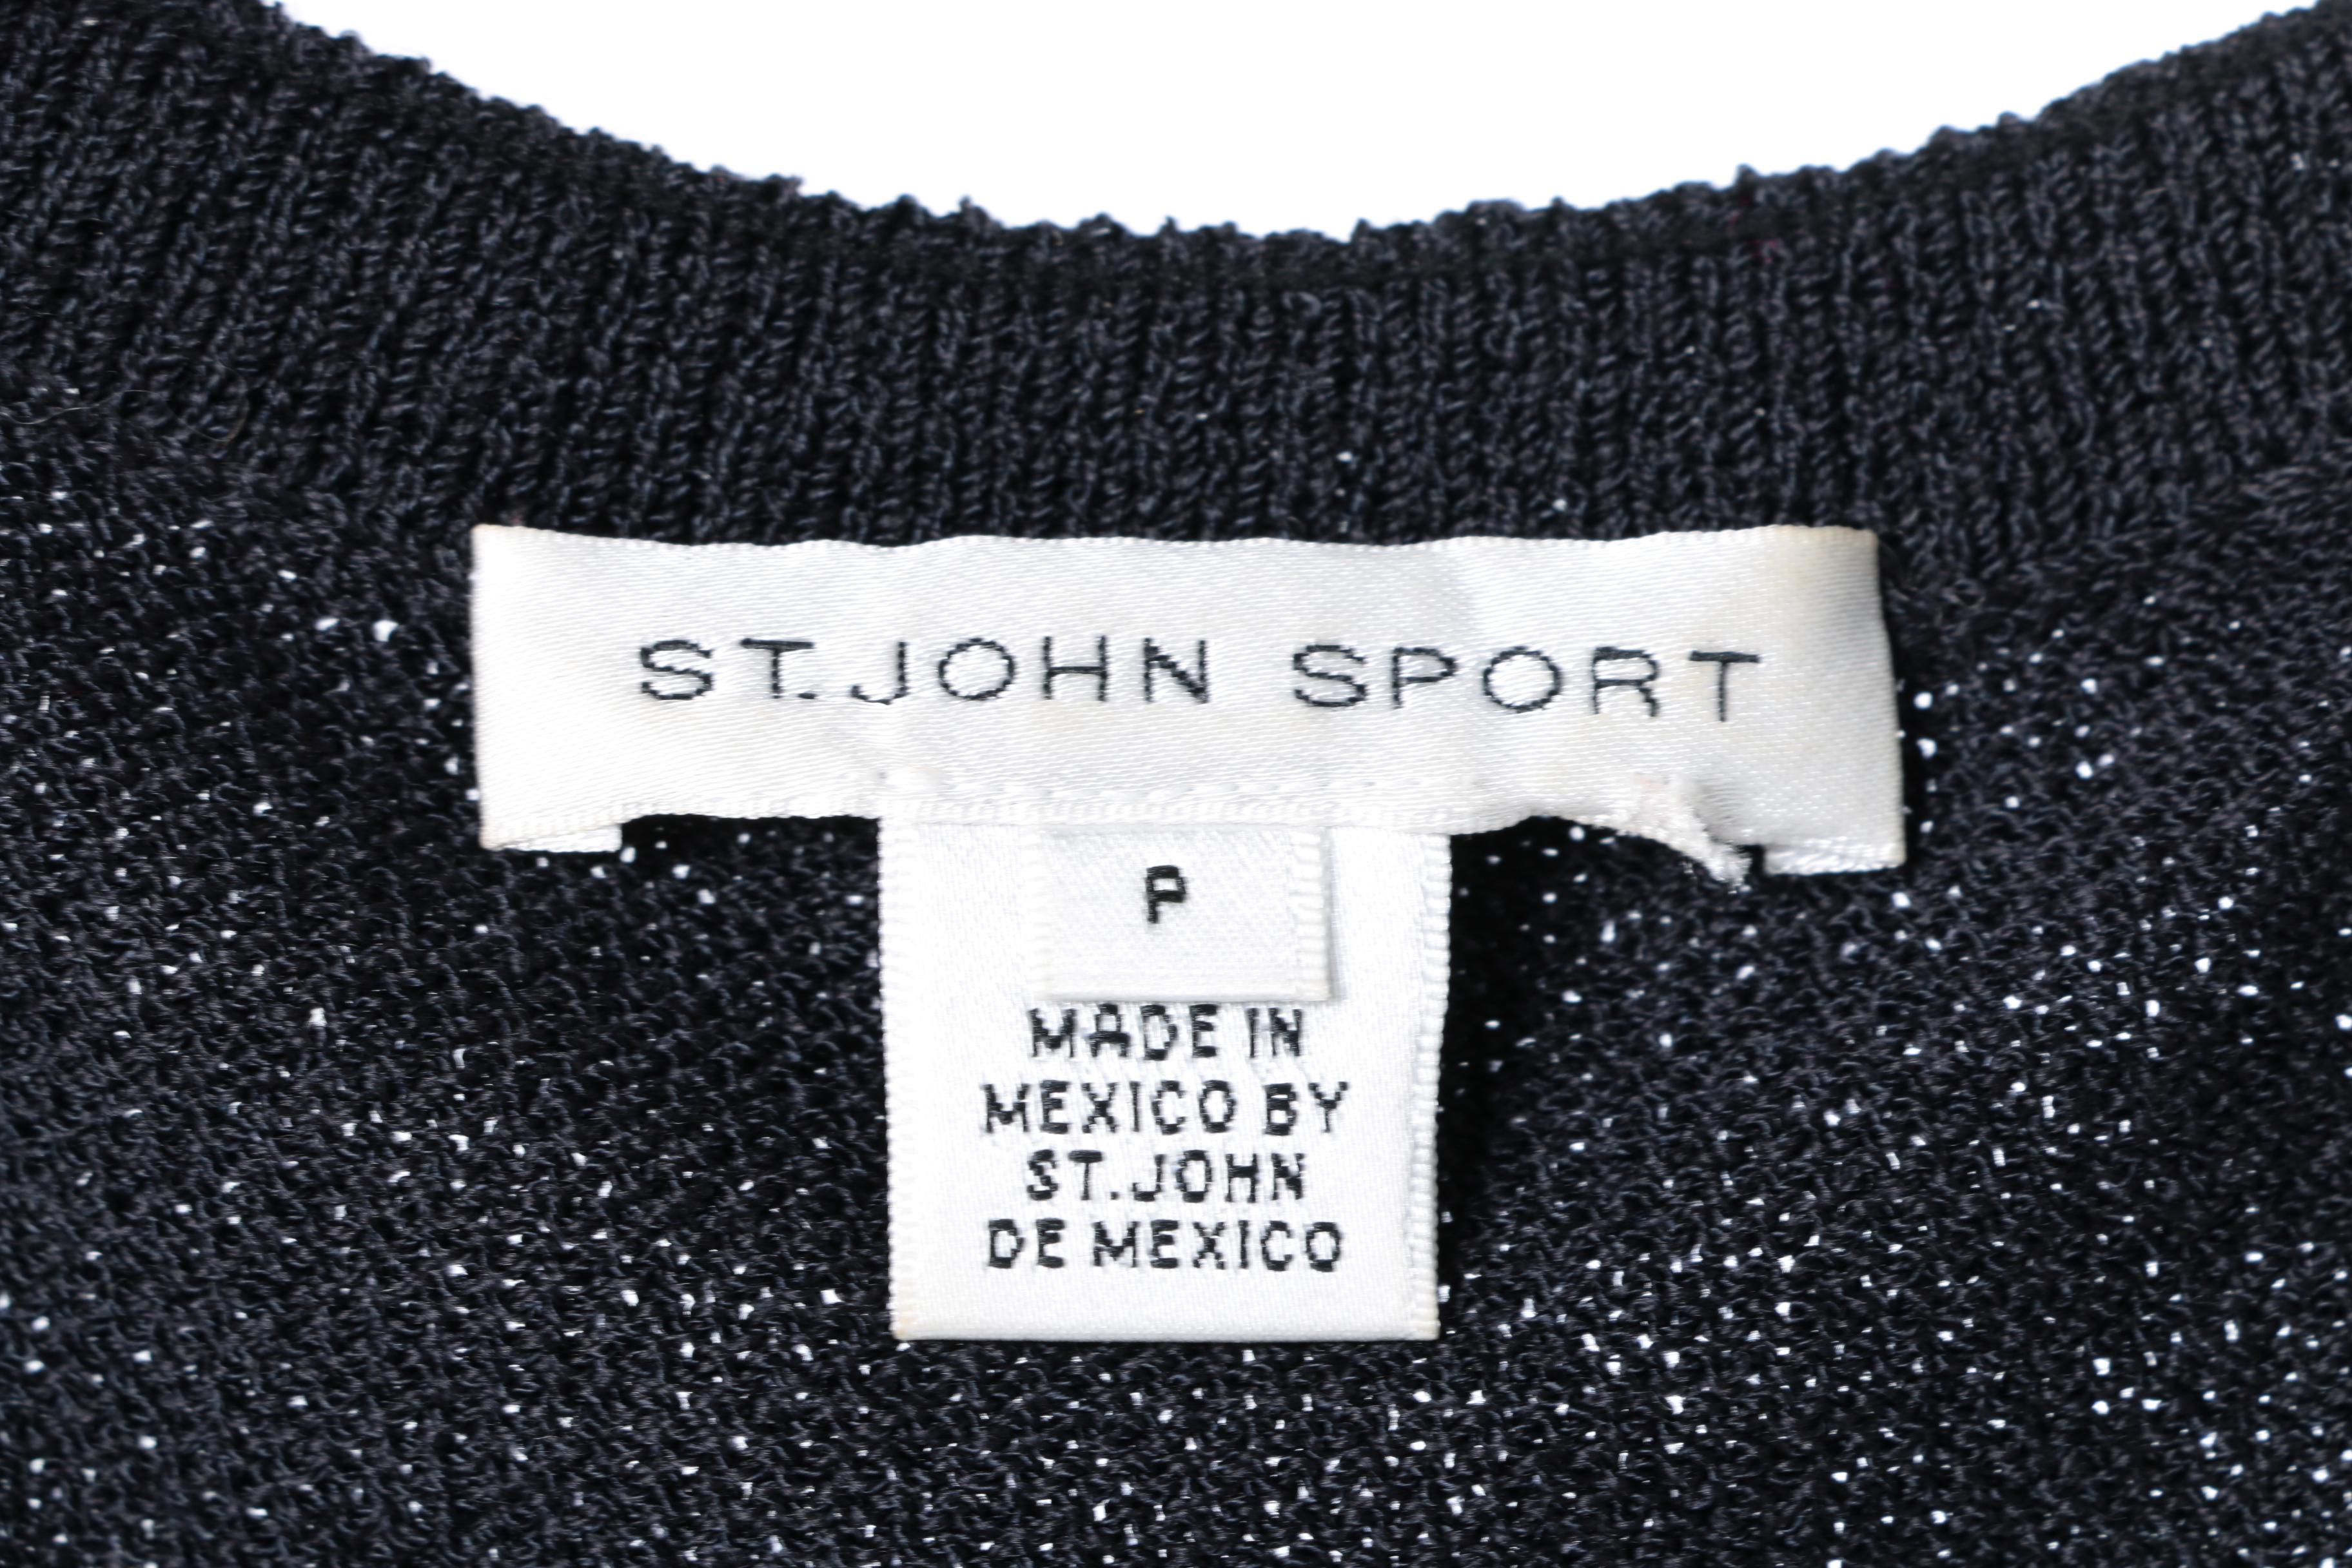 ST. JOHN SPORT
P
MADE IN
MEXICO BY
ST. JOHN
DE MEXICO